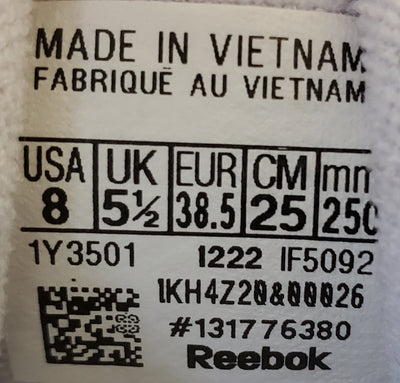 MADE IN VIETNAM
FABRIQUÉ AU VIETNAM
USA UK EUR CM mm
8 5½ 38.5 25 250
1Y3501 1222 IF5092
1KH4Z20&00026
#131776380
Reebok